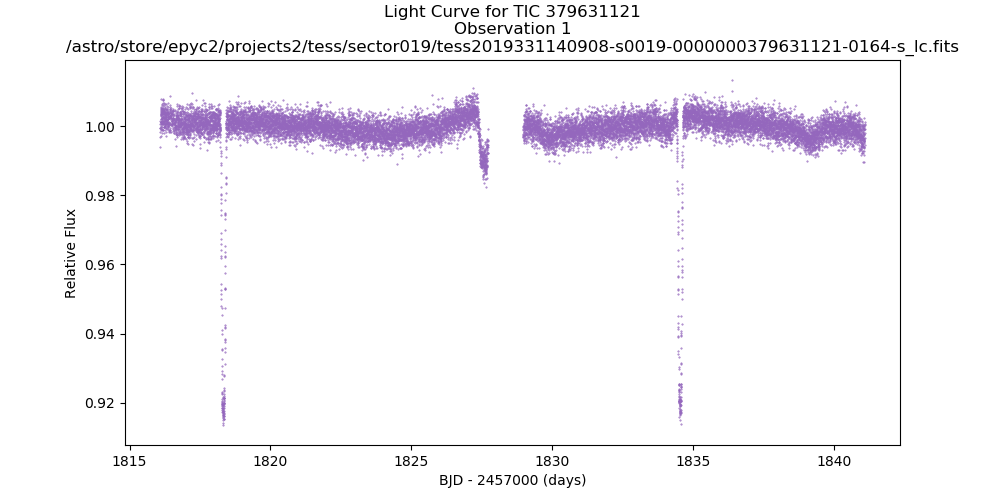 Light Curve for TIC 379631121
Observation 1
/astro/store/epyc2/projects2/tess/sector019/tess2019331140908-s0019-0000000379631121-0164-s_lc.fits
Relative Flux
1.00
0.98
0.96
0.94
0.92
1815 1820 1825 1830 1835 1840
BJD - 2457000 (days)